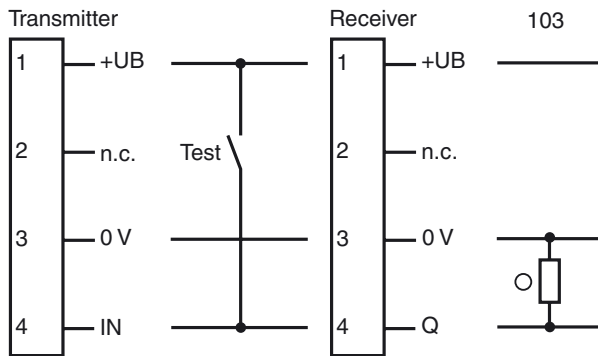 Transmitter Receiver 103
1 +UB 1 +UB
2 n.c. Test 2 n.c.
3 0 V 3 0 V
4 IN 4 Q